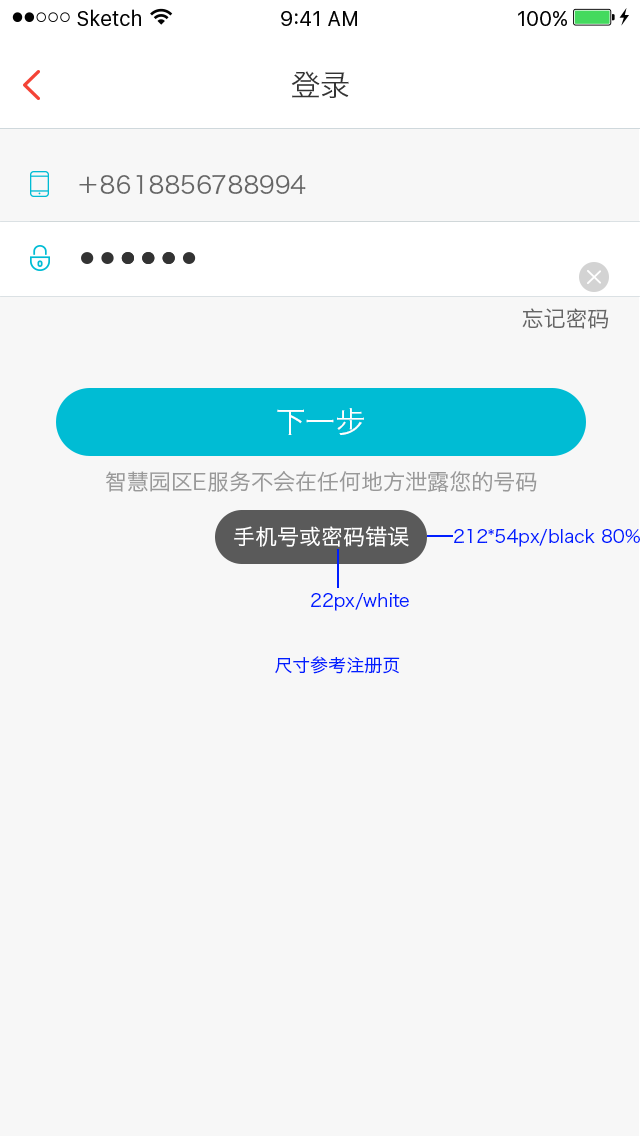 Sketch 9:41 AM 100%
登录
+8618856788994
●●●●●●
忘记密码
下一步
智慧园区E服务不会在任何地方泄露您的号码
手机号或密码错误 212*54px/black 80%
22px/white
尺寸参考注册页